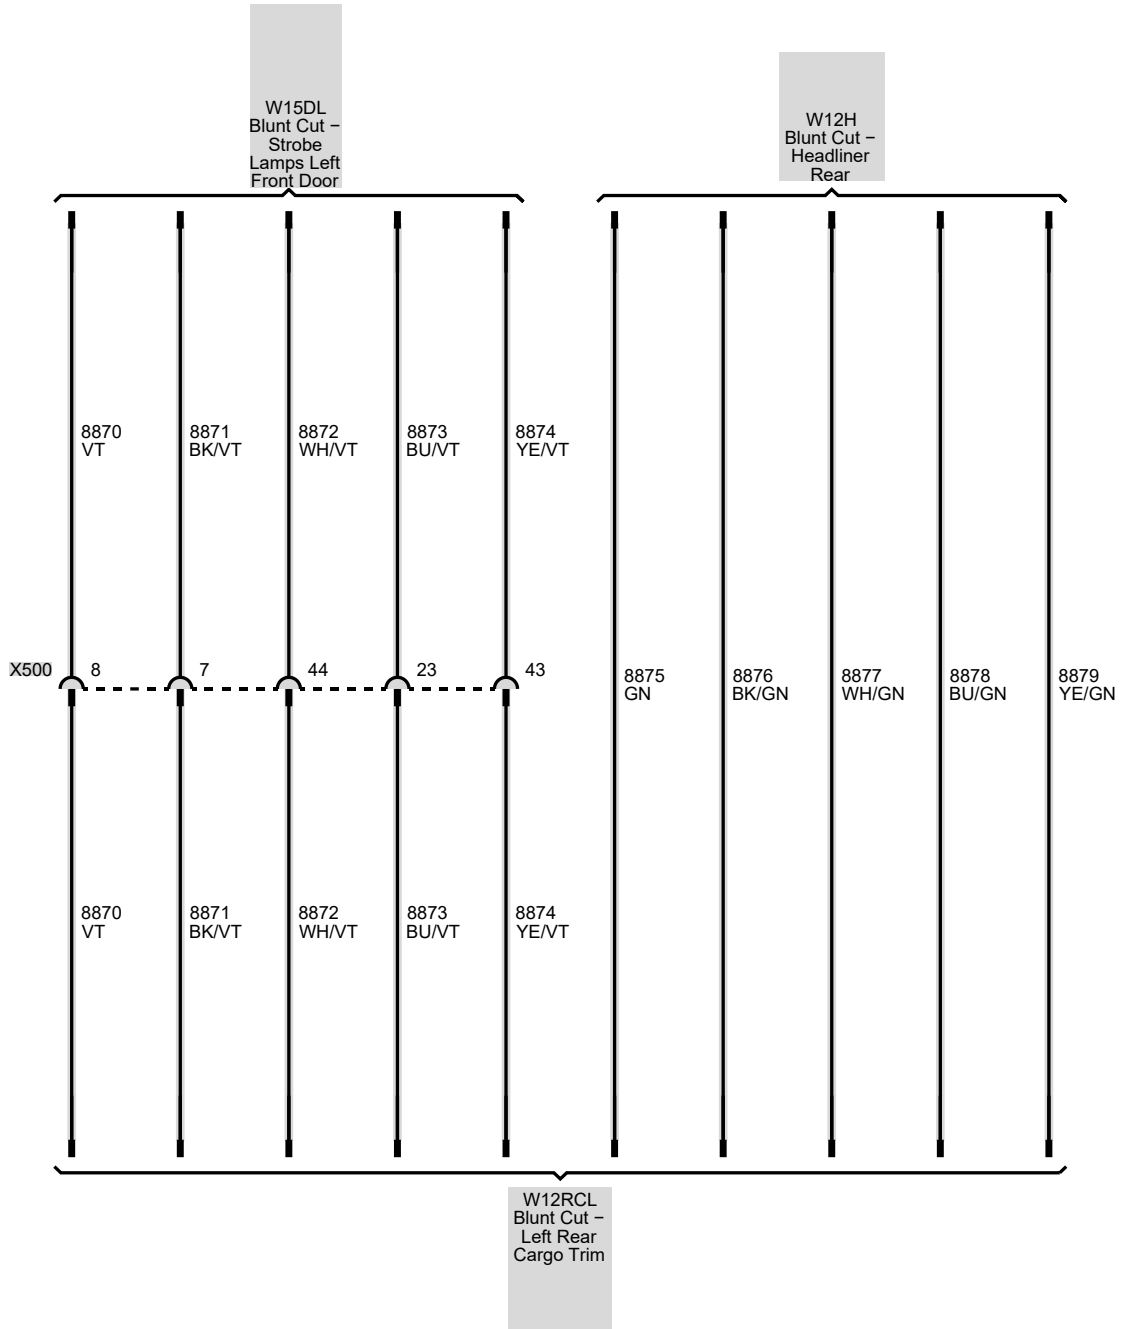 W15DL
Blunt Cut –
Strobe
Lamps Left
Front Door
W12H
Blunt Cut –
Headliner
Rear
8870
VT
8871
BK/VT
8872
WH/VT
8873
BU/VT
8874
YE/VT
X500
8
7
44
23
43
8875
GN
8876
BK/GN
8877
WH/GN
8878
BU/GN
8879
YE/GN
8870
VT
8871
BK/VT
8872
WH/VT
8873
BU/VT
8874
YE/VT
W12RCL
Blunt Cut –
Left Rear
Cargo Trim